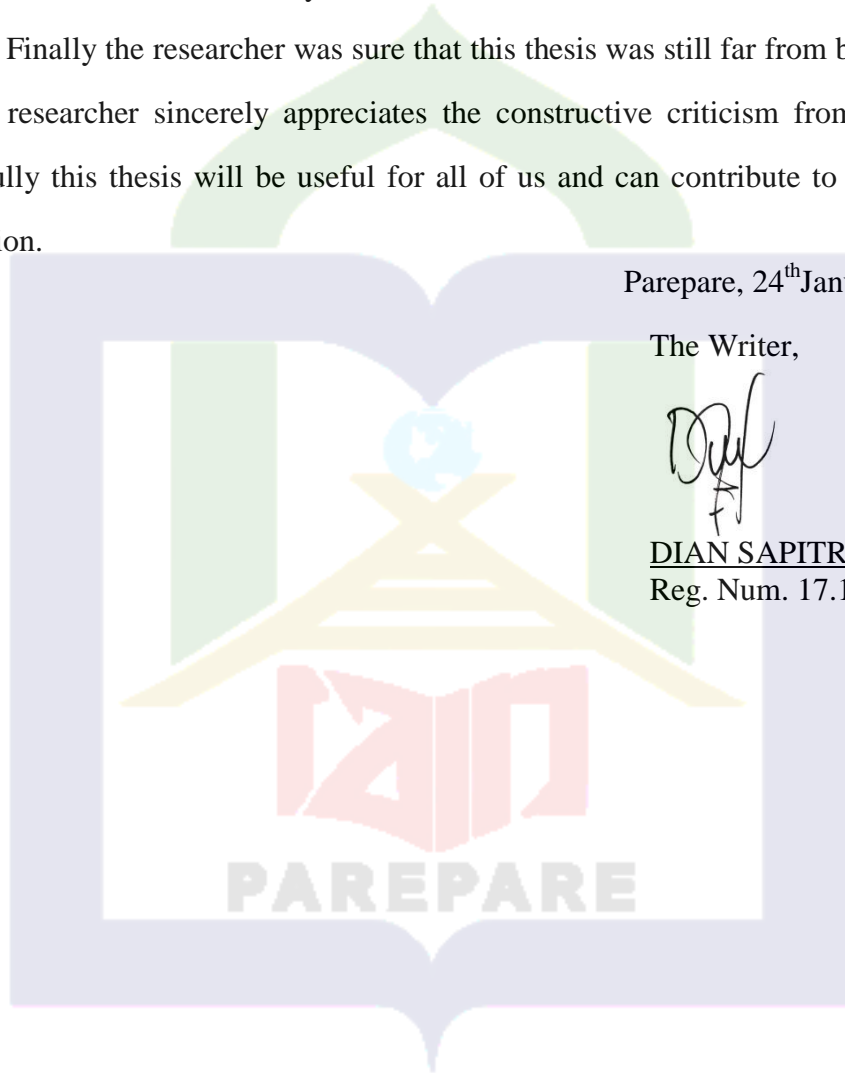 Finally the researcher was sure that this thesis was still far from b
researcher sincerely appreciates the constructive criticism from
ully this thesis will be useful for all of us and can contribute to
ion.
Parepare, 24thJan
The Writer,
DIAN SAPITR
Reg. Num. 17.1
iain
PAREPARE